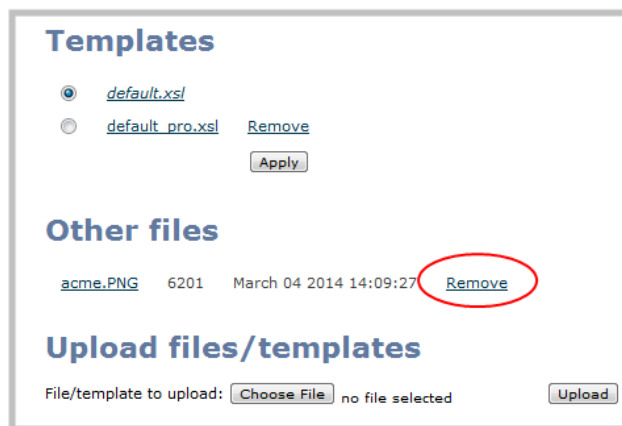 Templates
default.xsl
default_pro.xsl Remove
Apply
Other files
acme.PNG 6201 March 04 2014 14:09:27 Remove
Upload files/templates
File/template to upload: Choose File no file selected Upload